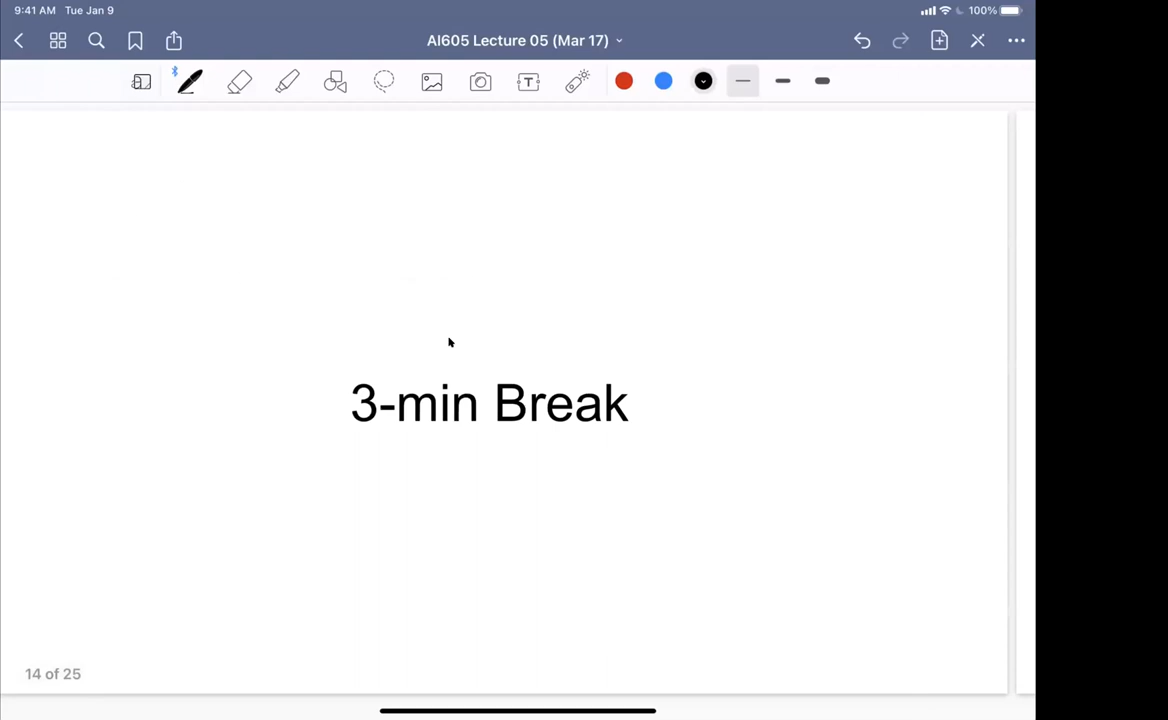 9:41 AM Tue Jan 9
100%
AI605 Lecture 05 (Mar 17)
T
3-min Break
14 of 25